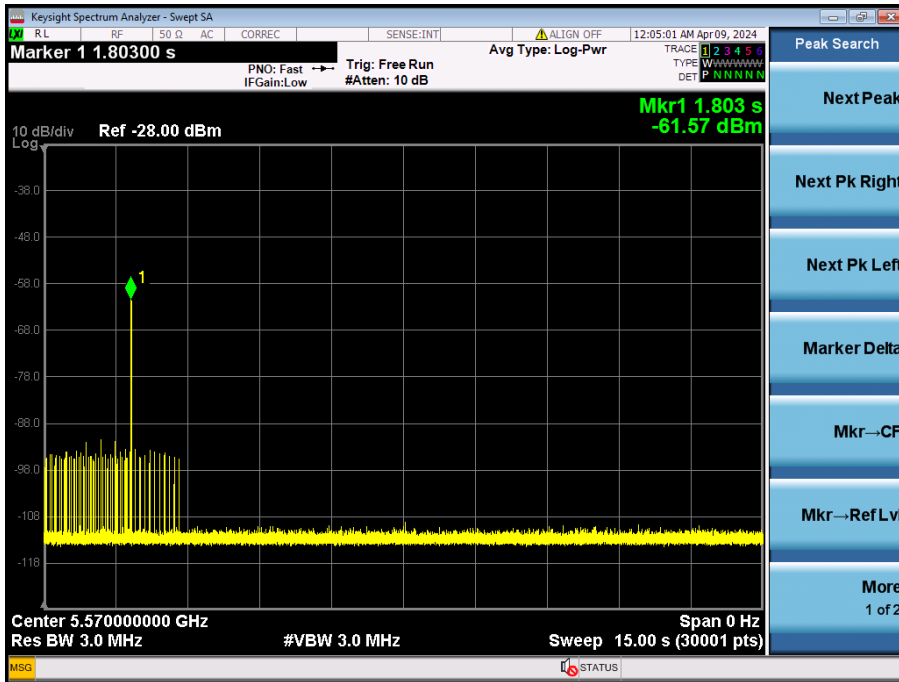 Keysight Spectrum Analyzer - Swept SA
LXI RL RF 50 Ω AC CORREC SENSE:INT ALIGN OFF 12:05:01 AM Apr 09, 2024
Marker 1 1.80300 s
PNO: Fast
IFGain:Low
Trig: Free Run
#Atten: 10 dB
Avg Type: Log-Pwr
TRACE 1 2 3 4 5 6
TYPE WWWWWW
DET P N N N N N
Mkr1 1.803 s
-61.57 dBm
10 dB/div Ref -28.00 dBm
Log
1
-38.0
-48.0
-58.0
-68.0
-78.0
-88.0
-98.0
-108
-118
Center 5.570000000 GHz Span 0 Hz
Res BW 3.0 MHz #VBW 3.0 MHz Sweep 15.00 s (30001 pts)
MSG STATUS
Peak Search
Next Peak
Next Pk Right
Next Pk Left
Marker Delta
Mkr→CF
Mkr→Ref Lvl
More
1 of 2